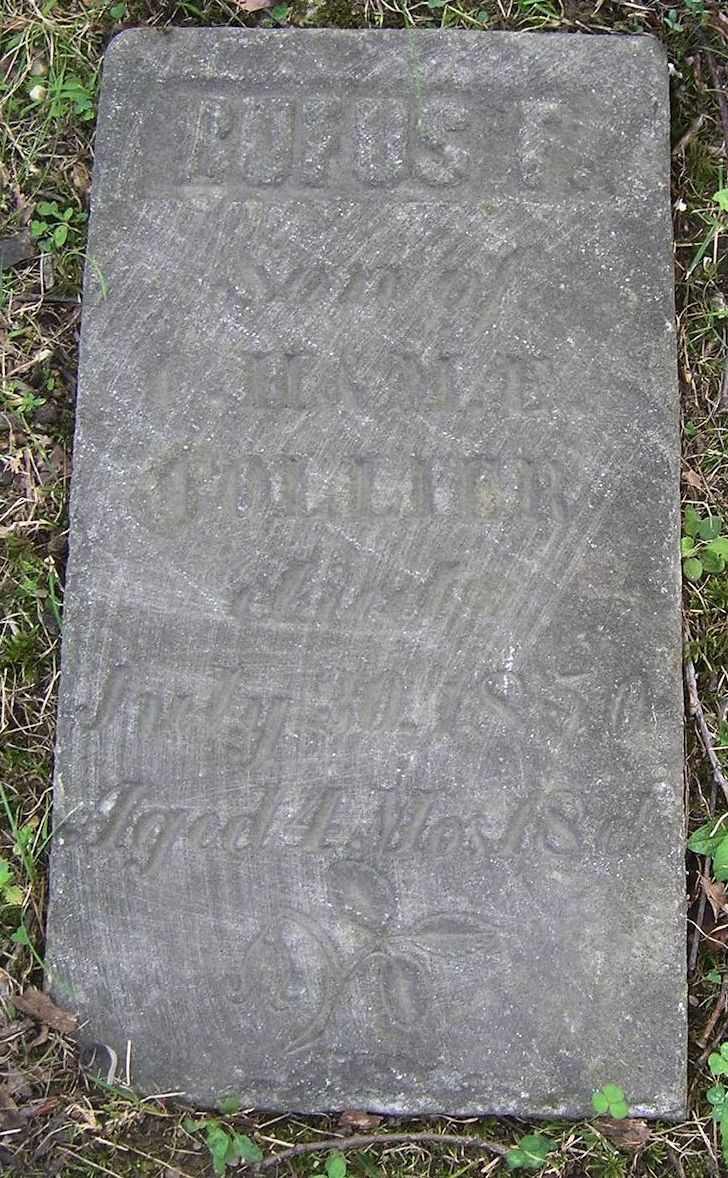 RUFUS F.
Son of
C. H. & M. E.
COLLIER
died
July 30, 1850
Aged 4 Mos. 18 d.